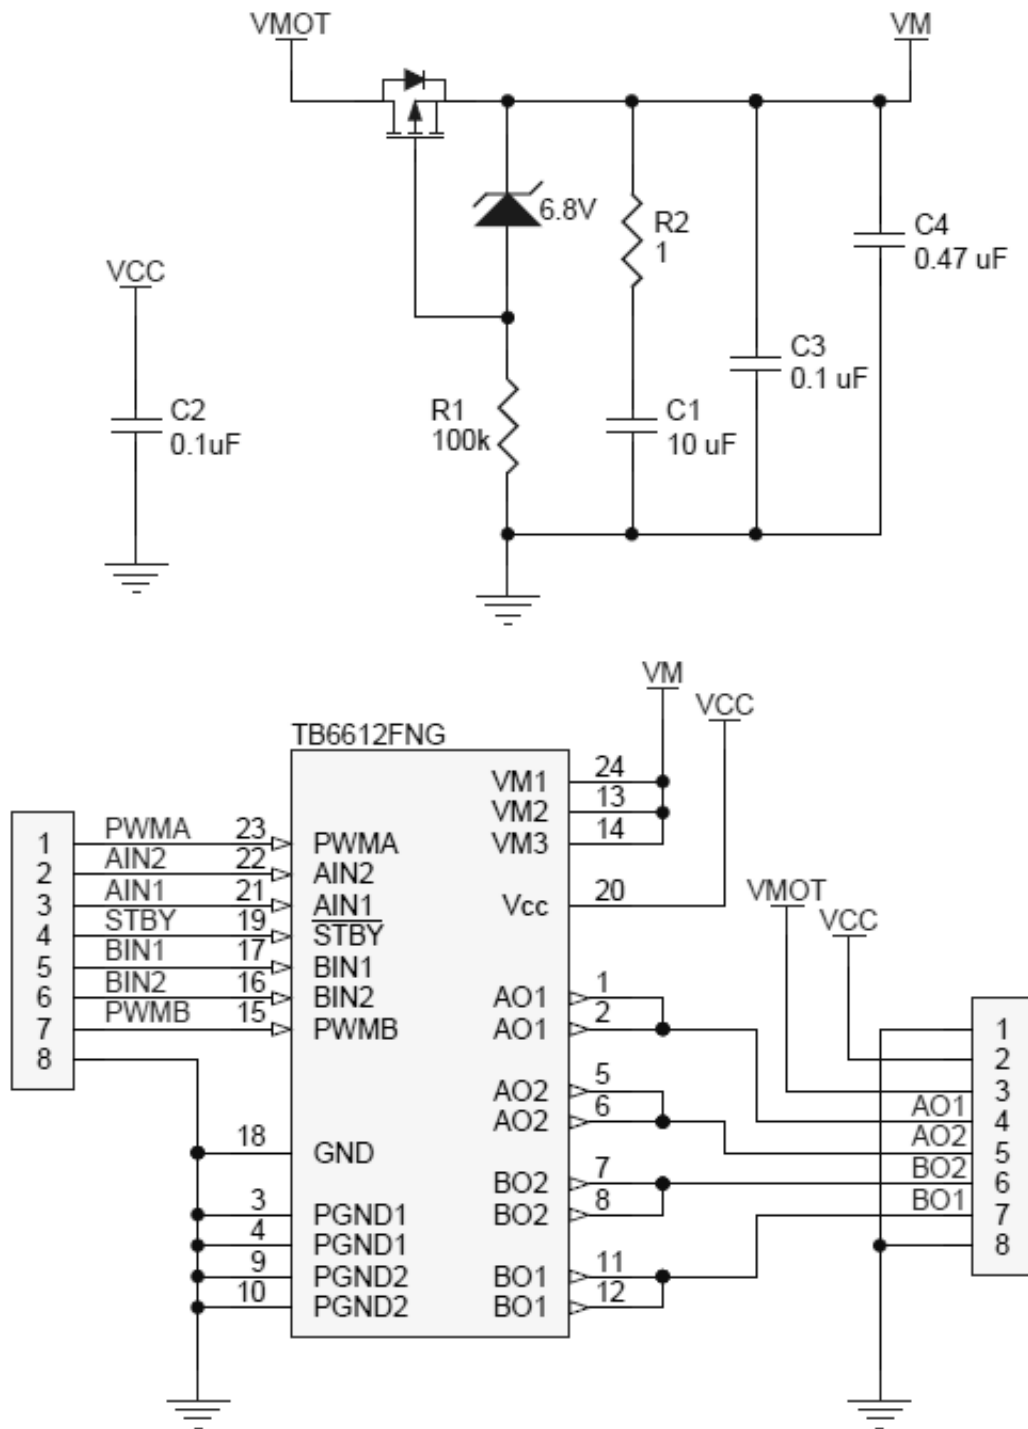 VMOT
VM
6.8V
R2
1
C4
0.47 uF
VCC
C3
0.1 uF
C2
0.1uF
R1
100k
C1
10 uF
VM
VCC
TB6612FNG
VM1 24
VM2 13
VM3 14
1 PWMA 23 PWMA
2 AIN2 22 AIN2
3 AIN1 21 AIN1
4 STBY 19 STBY
5 BIN1 17 BIN1
6 BIN2 16 BIN2
7 PWMB 15 PWMB
8
Vcc 20
VMOT
VCC
AO1 1
AO1 2
AO2 5
AO2 6
BO2 7
BO2 8
BO1 11
BO1 12
18 GND
3 PGND1
4 PGND1
9 PGND2
10 PGND2
1
2
3
AO1 4
AO2 5
BO2 6
BO1 7
8